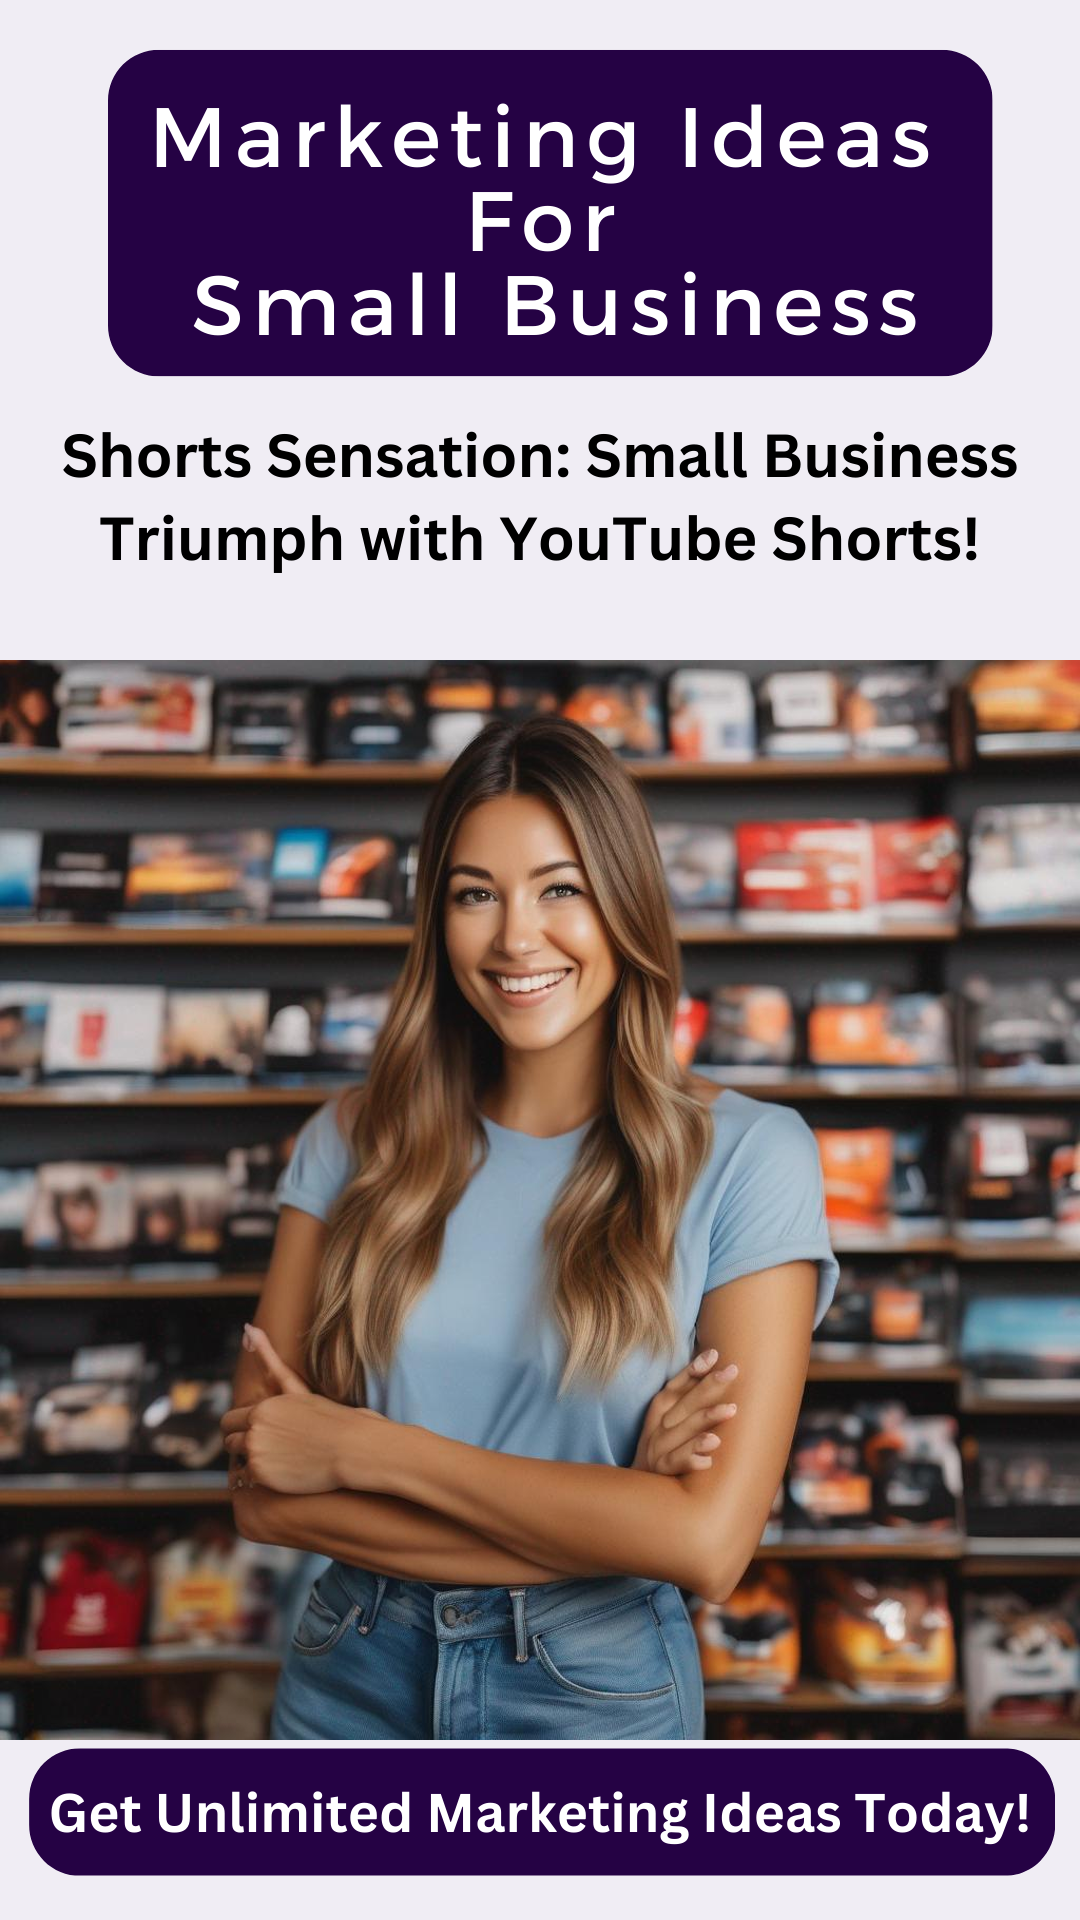 Marketing Ideas
For
Small Business
Shorts Sensation: Small Business
Triumph with YouTube Shorts!
Get Unlimited Marketing Ideas Today!